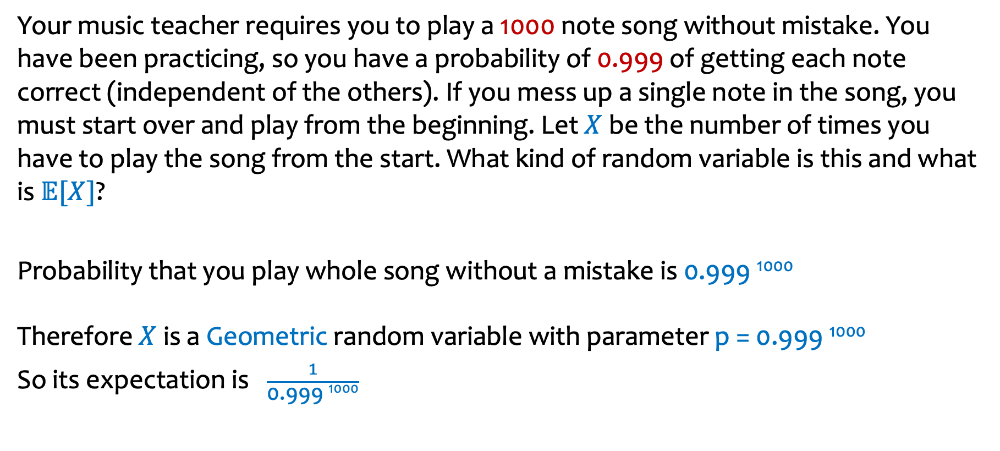 Your music teacher requires you to play a 1000 note song without mistake. You
have been practicing, so you have a probability of 0.999 of getting each note
correct (independent of the others). If you mess up a single note in the song, you
must start over and play from the beginning. Let X be the number of times you
have to play the song from the start. What kind of random variable is this and what
is 𝔼[X]?
Probability that you play whole song without a mistake is 0.999 ¹⁰⁰⁰
Therefore X is a Geometric random variable with parameter p = 0.999 ¹⁰⁰⁰
So its expectation is 1 / 0.999 ¹⁰⁰⁰